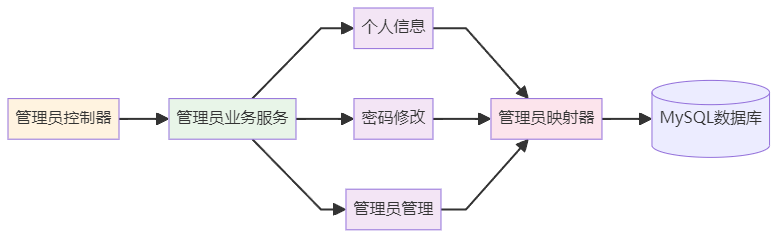 个人信息
管理员控制器
管理员业务服务
密码修改
管理员映射器
MySQL数据库
管理员管理